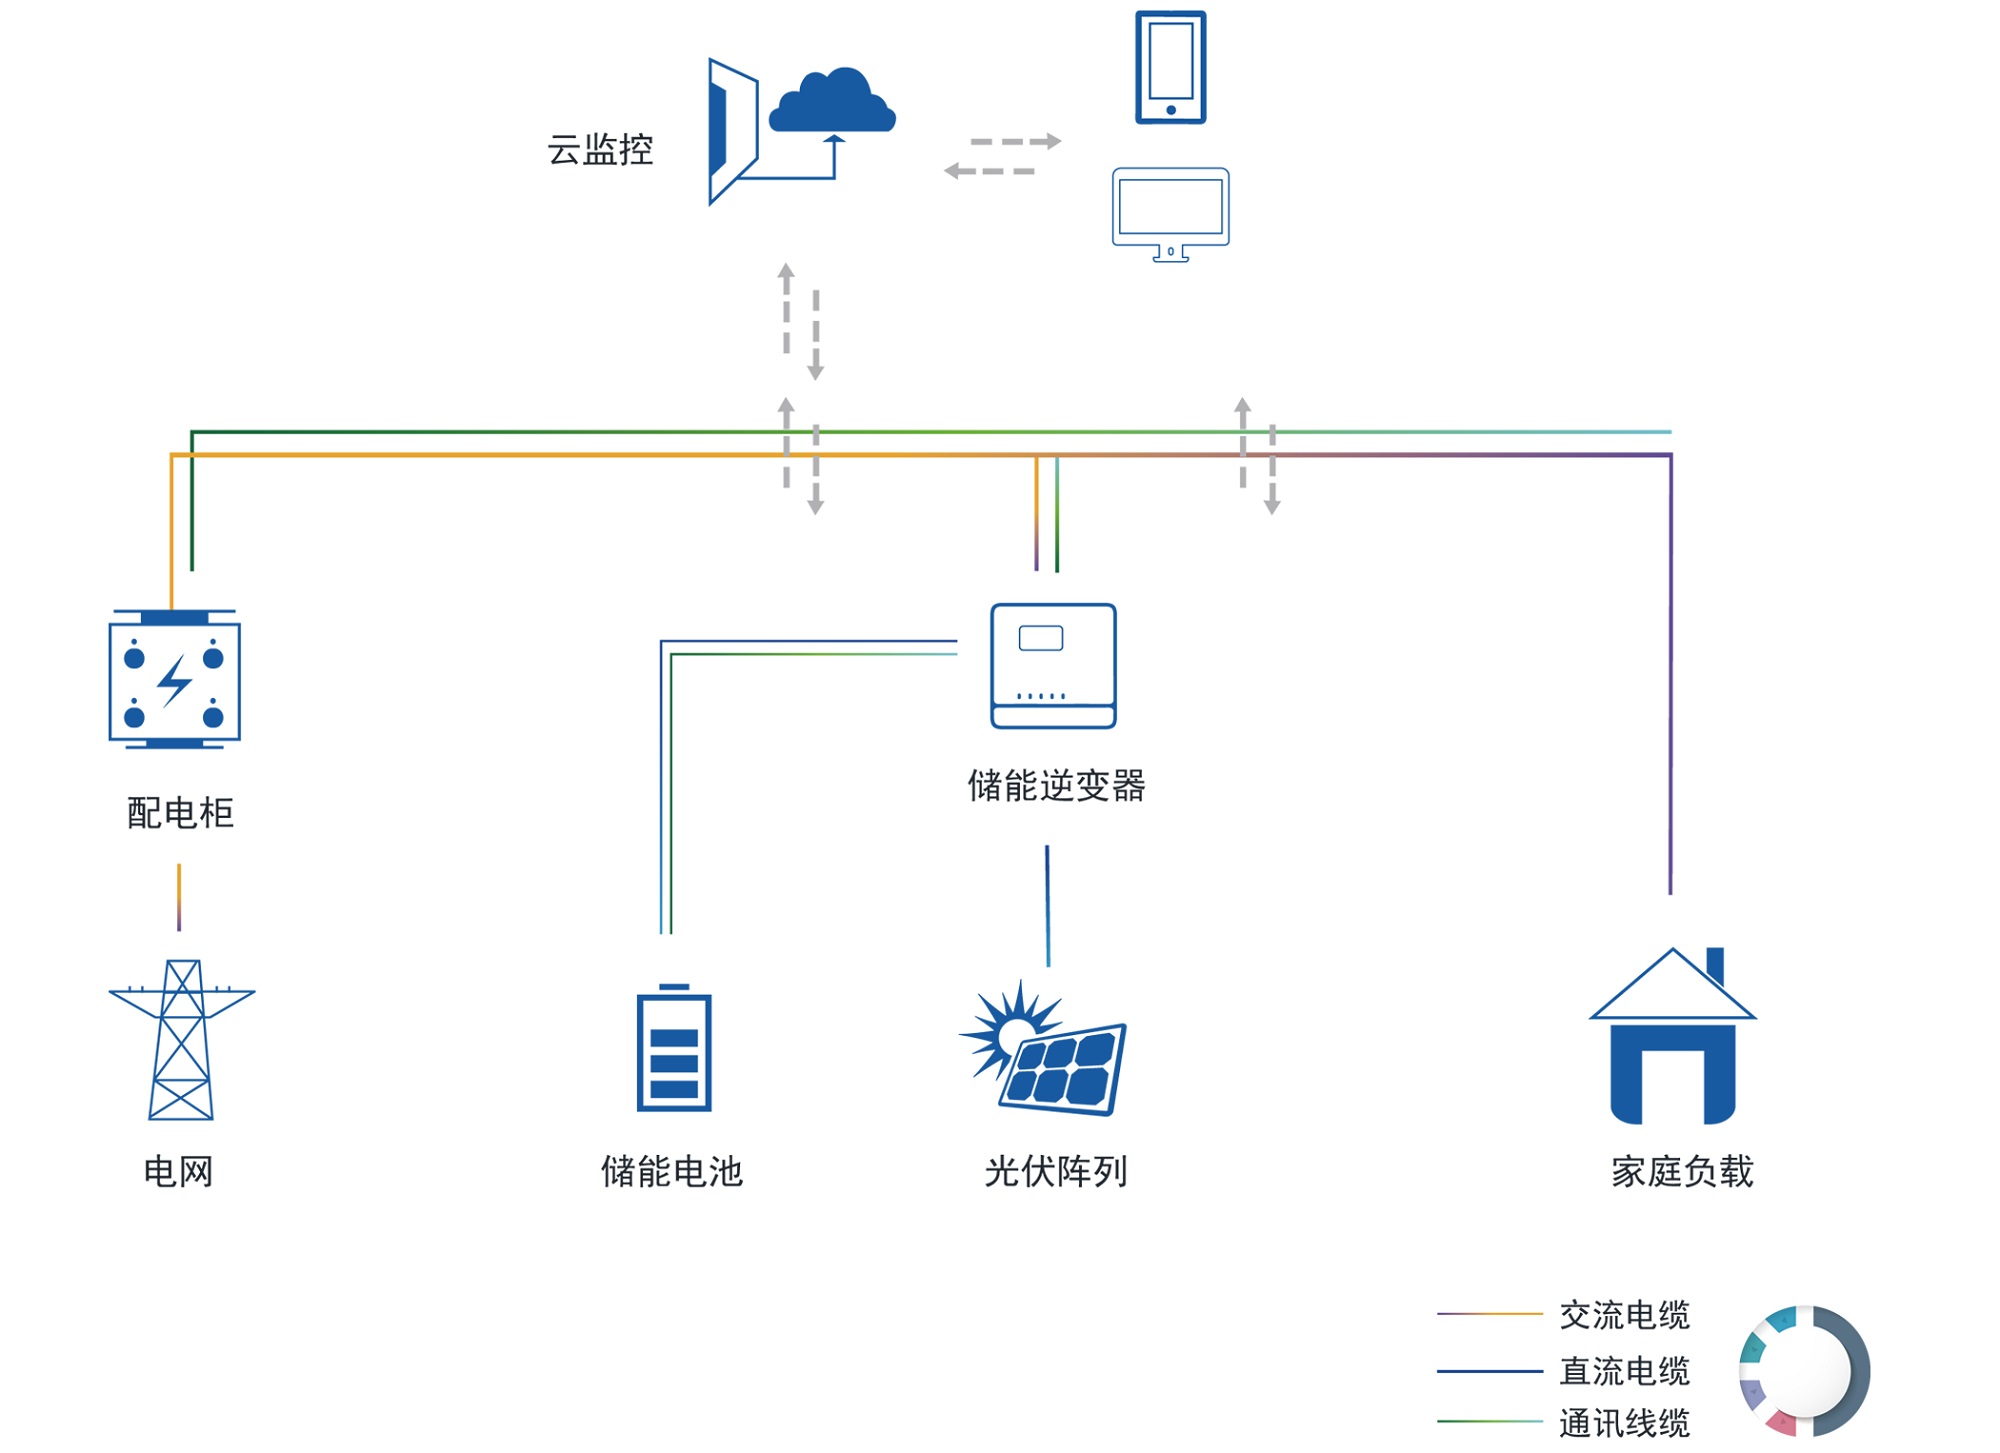 云监控
储能逆变器
配电柜
电网
储能电池
光伏阵列
家庭负载
交流电缆
直流电缆
通讯线缆